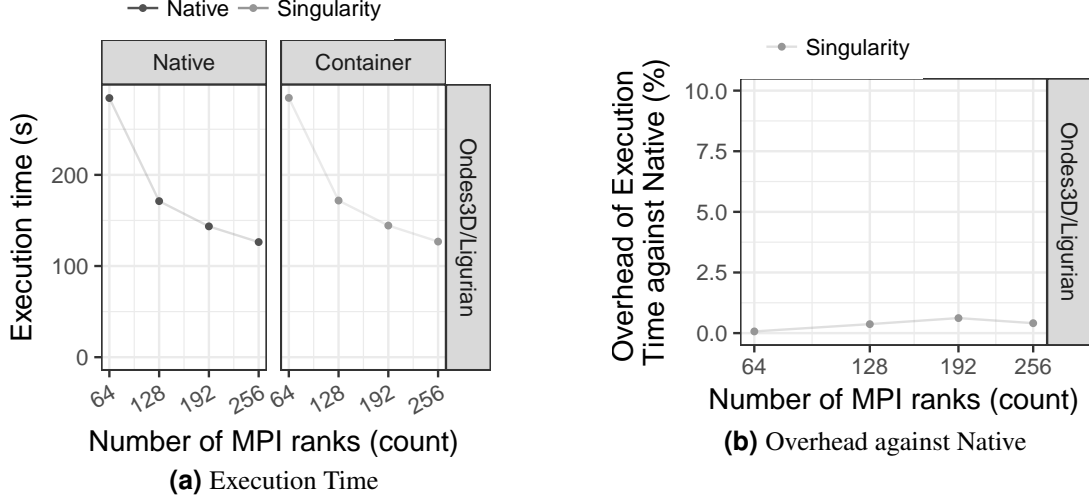 Native Singularity
Native Container
Execution time (s)
200
100
0
Ondes3D/Ligurian
64 128 192 256 64 128 192 256
Number of MPI ranks (count)
(a) Execution Time
Singularity
Overhead of Execution
Time against Native (%)
10.0
7.5
5.0
2.5
0.0
Ondes3D/Ligurian
64 128 192 256
Number of MPI ranks (count)
(b) Overhead against Native